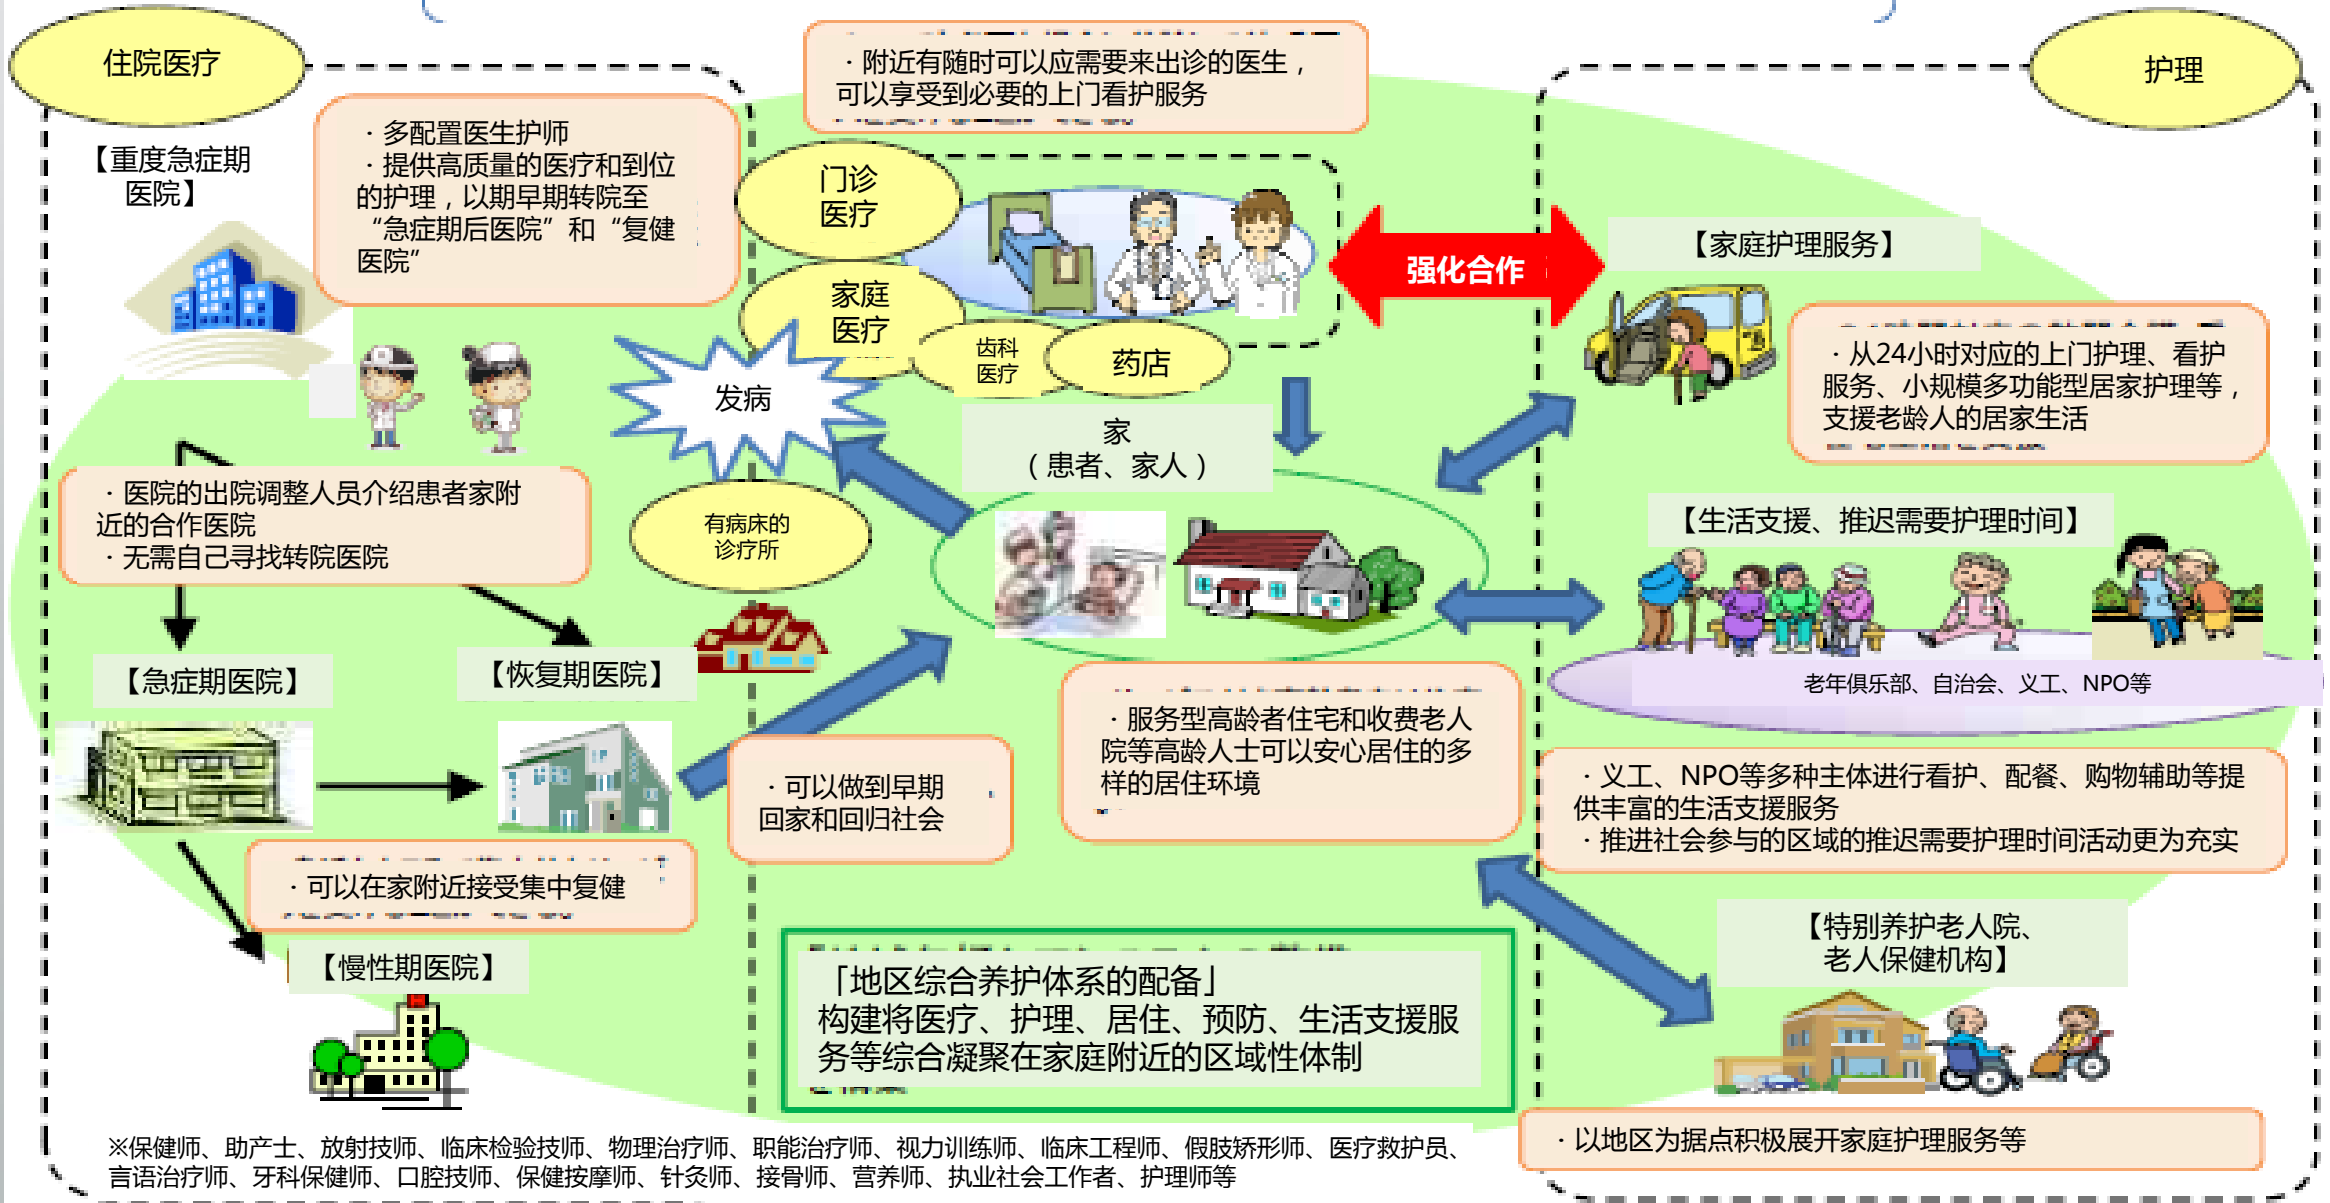 住院医疗
护理
· 附近有随时可以应需要来出诊的医生，
可以享受到必要的上门看护服务
· 多配置医生护师
· 提供高质量的医疗和到位
的护理，以期早期转院至
“急症期后医院”和“复健
医院”
【重度急症期
医院】
门诊
医疗
家庭
医疗
齿科
医疗
药店
强化合作
【家庭护理服务】
· 从24小时对应的上门护理、看护
服务、小规模多功能型居家护理等，
支援老龄人的居家生活
发病
家
（患者、家人）
· 医院的出院调整人员介绍患者家附
近的合作医院
· 无需自己寻找转院医院
有病床的
诊疗所
【生活支援、推迟需要护理时间】
老年俱乐部、自治会、义工、NPO等
【急症期医院】
【恢复期医院】
· 服务型高龄者住宅和收费老人
院等高龄人士可以安心居住的多
样的居住环境
· 可以做到早期
回家和回归社会
· 义工、NPO等多种主体进行看护、配餐、购物辅助等提
供丰富的生活支援服务
· 推进社会参与的区域的推迟需要护理时间活动更为充实
· 可以在家附近接受集中复健
【慢性期医院】
【特别养护老人院、
老人保健机构】
「地区综合养护体系的配备」
构建将医疗、护理、居住、预防、生活支援服
务等综合凝聚在家庭附近的区域性体制
· 以地区为据点积极展开家庭护理服务等
※保健师、助产士、放射技师、临床检验技师、物理治疗师、职能治疗师、视力训练师、临床工程师、假肢矫形师、医疗救护员、
言语治疗师、牙科保健师、口腔技师、保健按摩师、针灸师、接骨师、营养师、执业社会工作者、护理师等